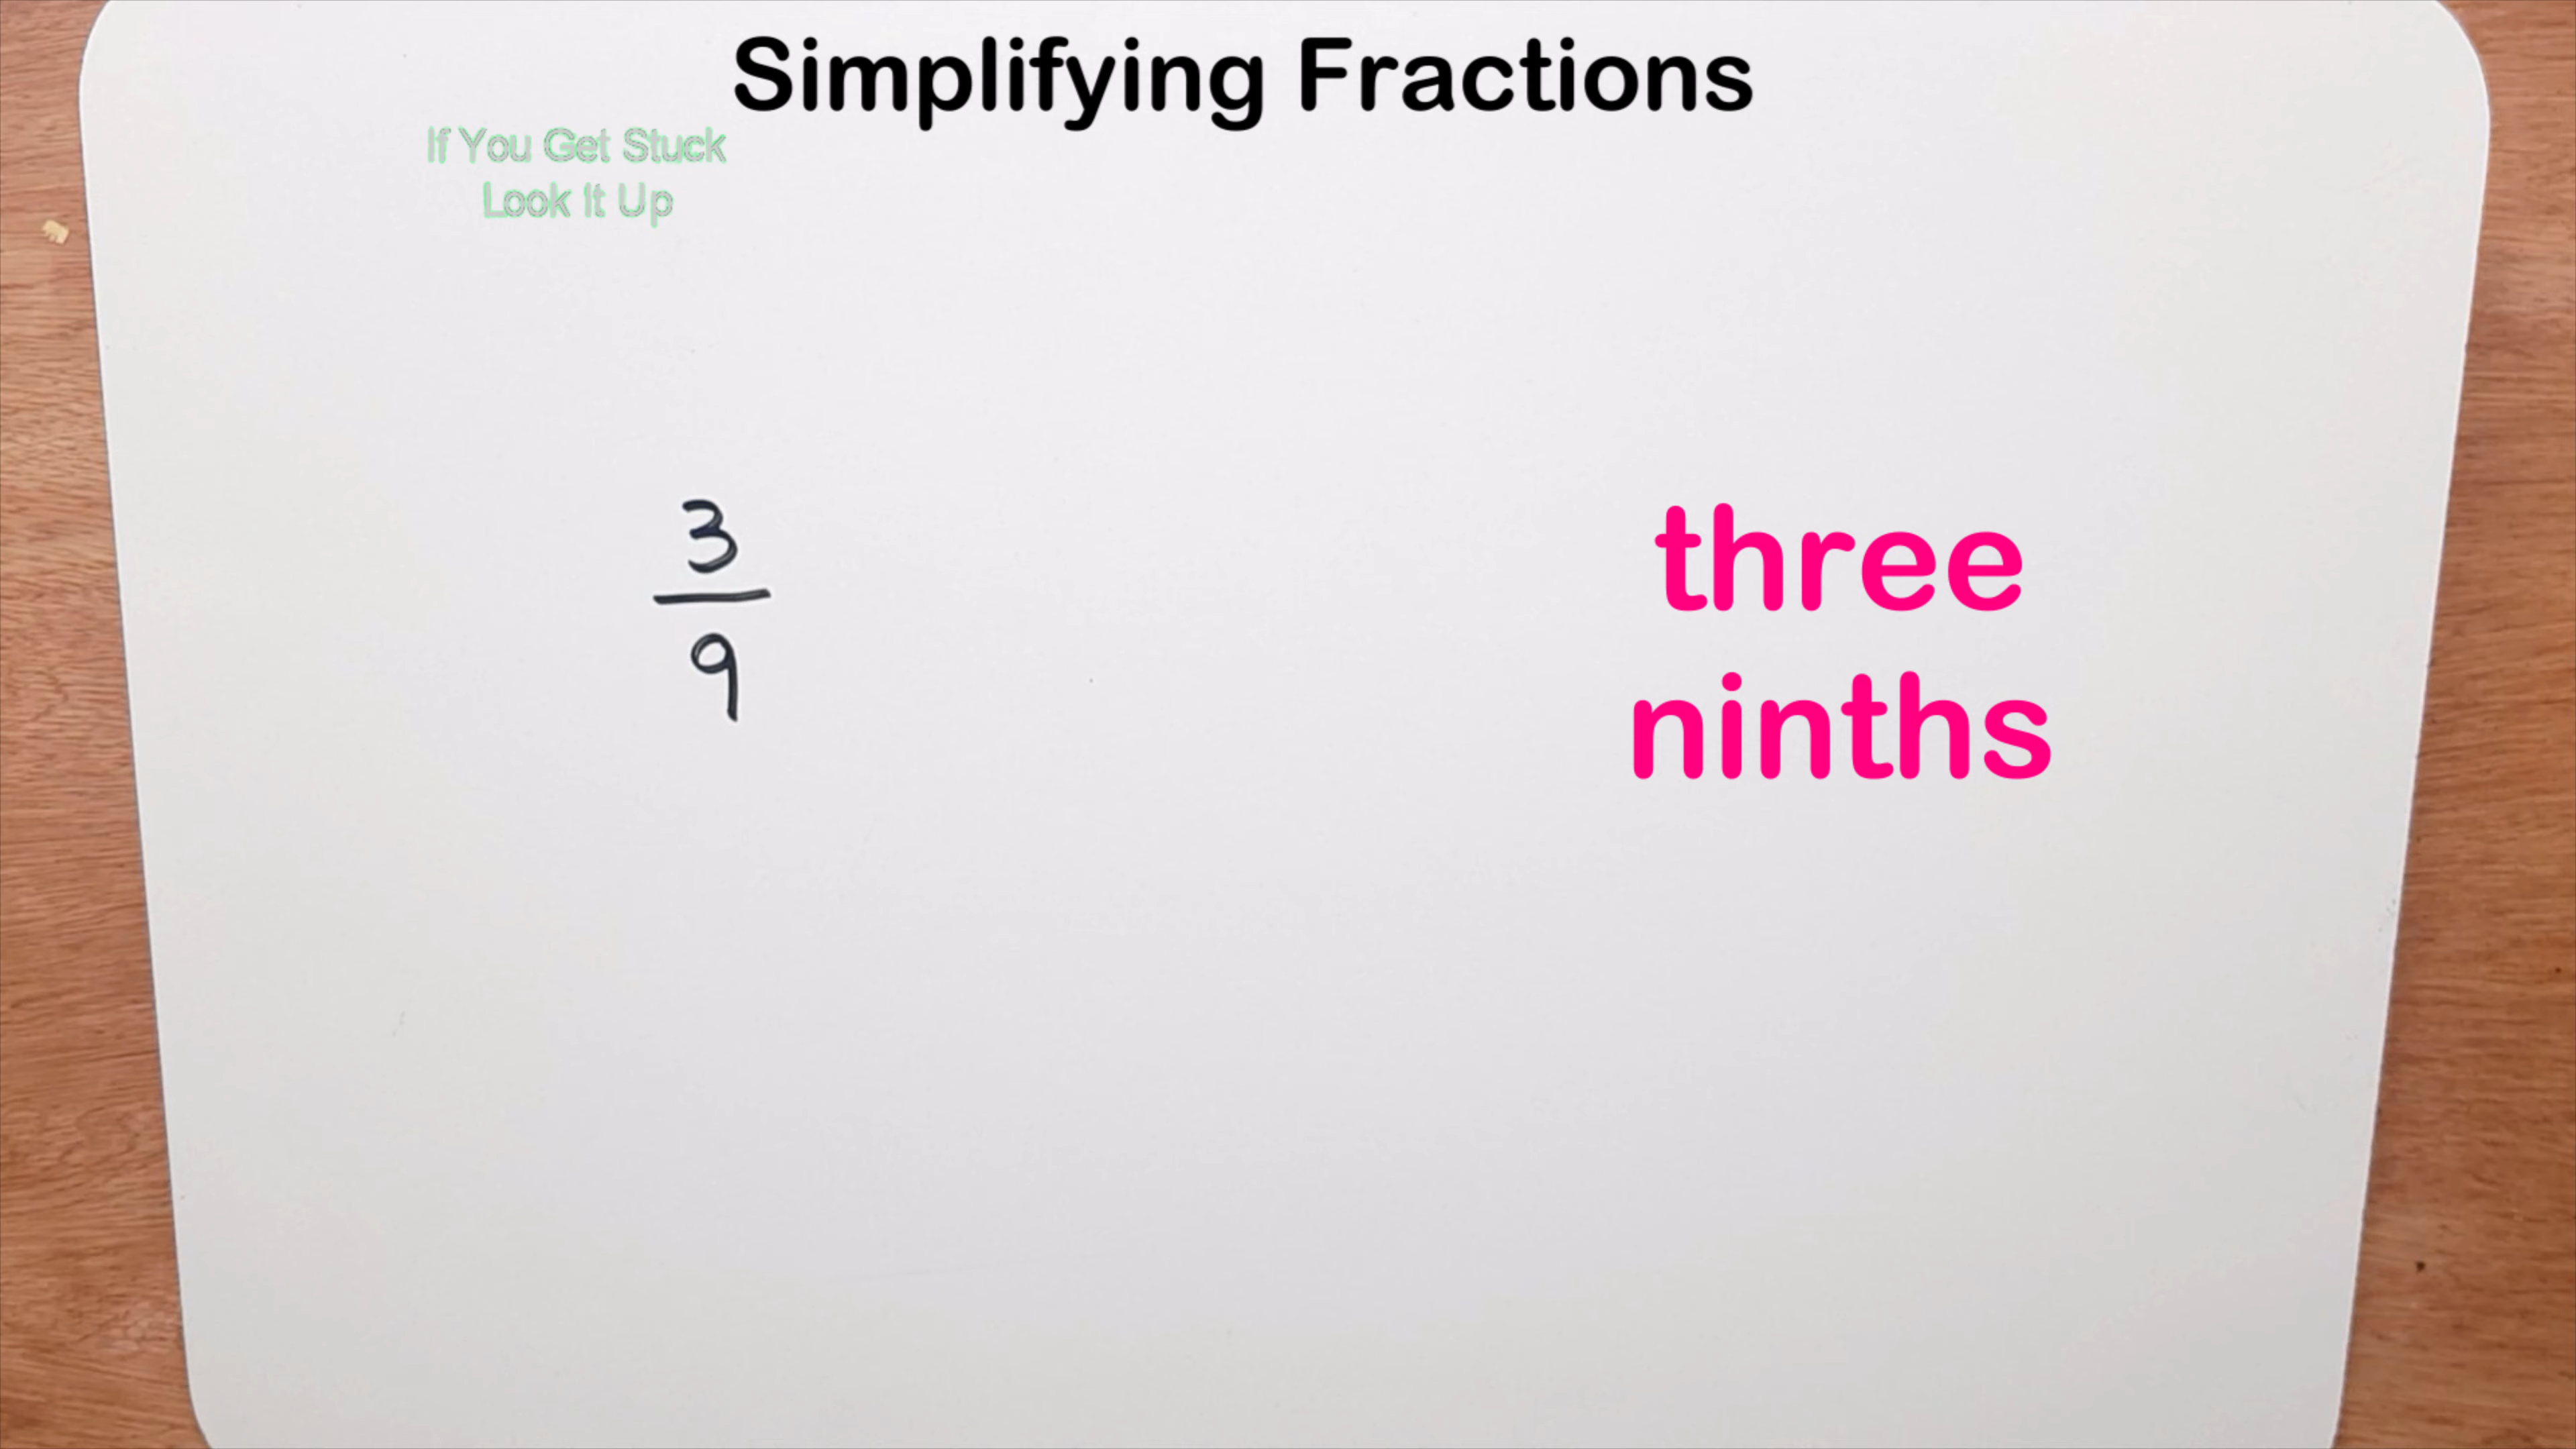 Simplifying Fractions
If You Get Stuck
Look It Up
3
9
three
ninths